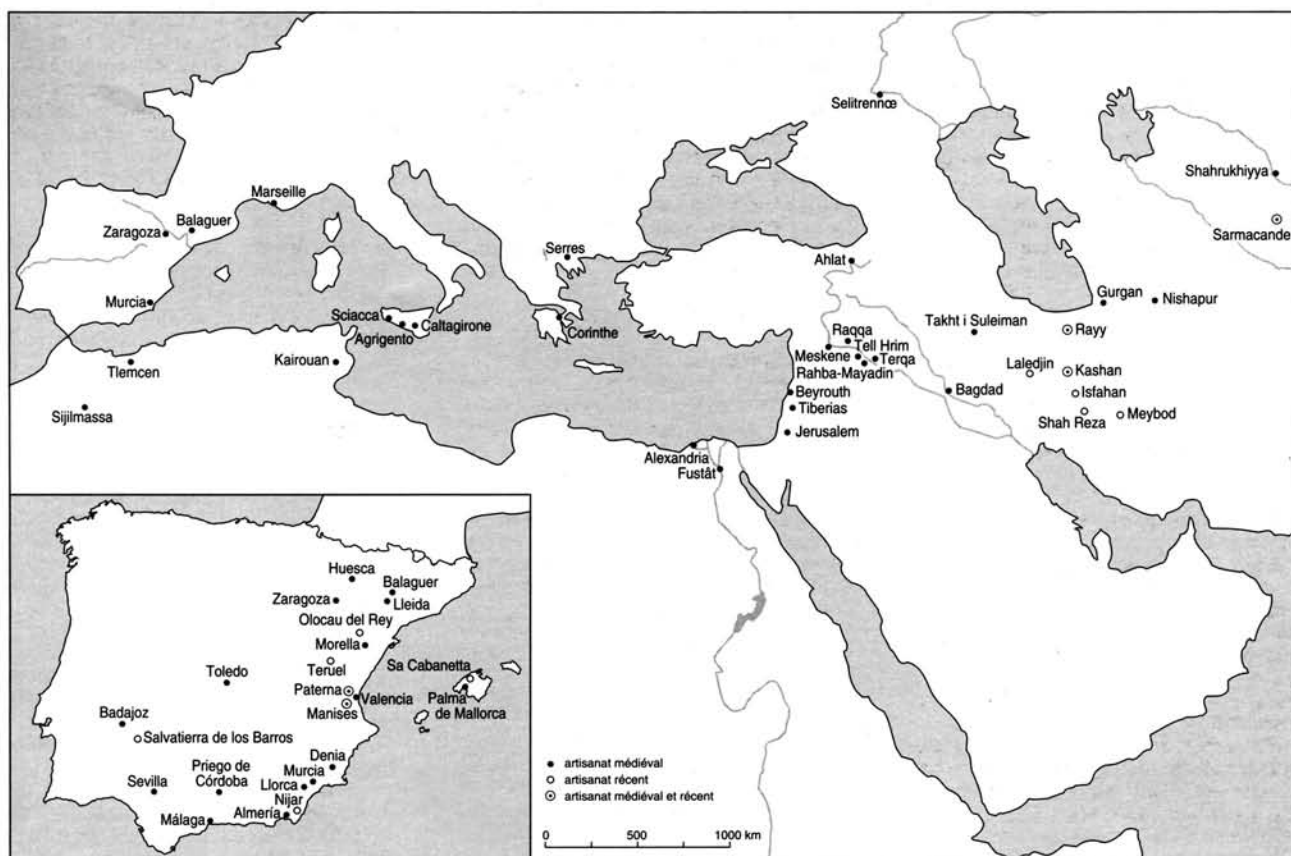 Selitrennœ
Shahrukhiyya
Sarmacande
Marseille
Balaguer
Zaragoza
Murcia
Serres
Ahlat
Gurgan
Nishapur
Sciacca
Agrigento
Caltagirone
Corinthe
Takht i Suleiman
Rayy
Raqqa
Tell Hrim
Meskene
Terqa
Rahba-Mayadin
Laledjin
Kashan
Isfahan
Shah Reza
Meybod
Tlemcen
Kairouan
Sijilmassa
Beyrouth
Tiberias
Bagdad
Jerusalem
Alexandria
Fustât
Huesca
Balaguer
Zaragoza
Lleida
Olocau del Rey
Morella
Teruel
Sa Cabanetta
Toledo
Paterna
Valencia
Manises
Palma
de Mallorca
Badajoz
Salvatierra de los Barros
Denia
Priego de
Córdoba
Murcia
Sevilla
Llorca
Nijar
Málaga
Almería
artisanat médiéval
artisanat récent
artisanat médiéval et récent
0 500 1000 km